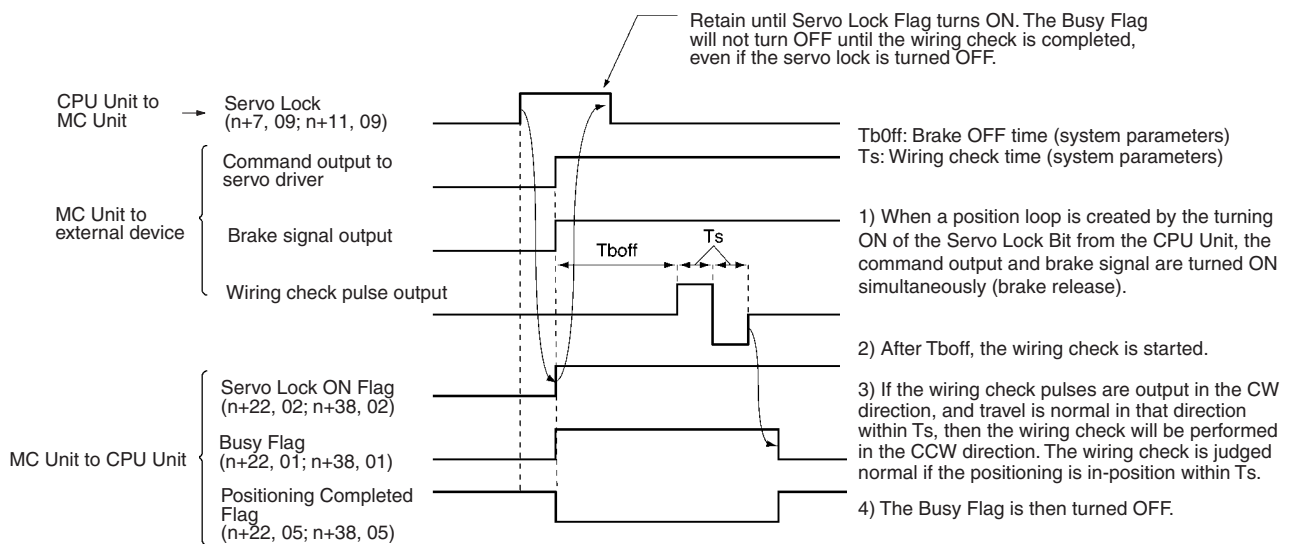 Retain until Servo Lock Flag turns ON. The Busy Flag
will not turn OFF until the wiring check is completed,
even if the servo lock is turned OFF.
CPU Unit to
MC Unit
Servo Lock
(n+7, 09; n+11, 09)
Tb0ff: Brake OFF time (system parameters)
Ts: Wiring check time (system parameters)
Command output to
servo driver
MC Unit to
external device
Brake signal output
Tboff
Ts
Wiring check pulse output
1) When a position loop is created by the turning
ON of the Servo Lock Bit from the CPU Unit, the
command output and brake signal are turned ON
simultaneously (brake release).
2) After Tboff, the wiring check is started.
Servo Lock ON Flag
(n+22, 02; n+38, 02)
MC Unit to CPU Unit
Busy Flag
(n+22, 01; n+38, 01)
Positioning Completed
Flag
(n+22, 05; n+38, 05)
3) If the wiring check pulses are output in the CW
direction, and travel is normal in that direction
within Ts, then the wiring check will be performed
in the CCW direction. The wiring check is judged
normal if the positioning is in-position within Ts.
4) The Busy Flag is then turned OFF.